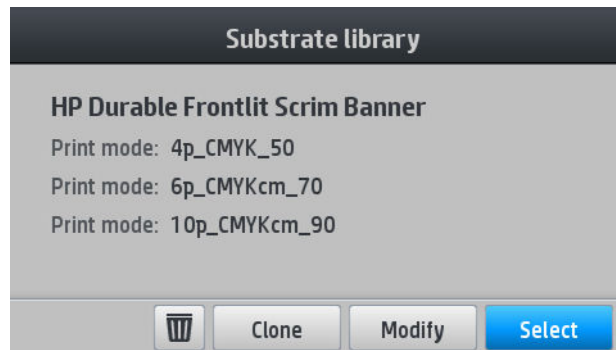 Substrate library
HP Durable Frontlit Scrim Banner
Print mode: 4p_CMYK_50
Print mode: 6p_CMYKcm_70
Print mode: 10p_CMYKcm_90
Clone Modify Select